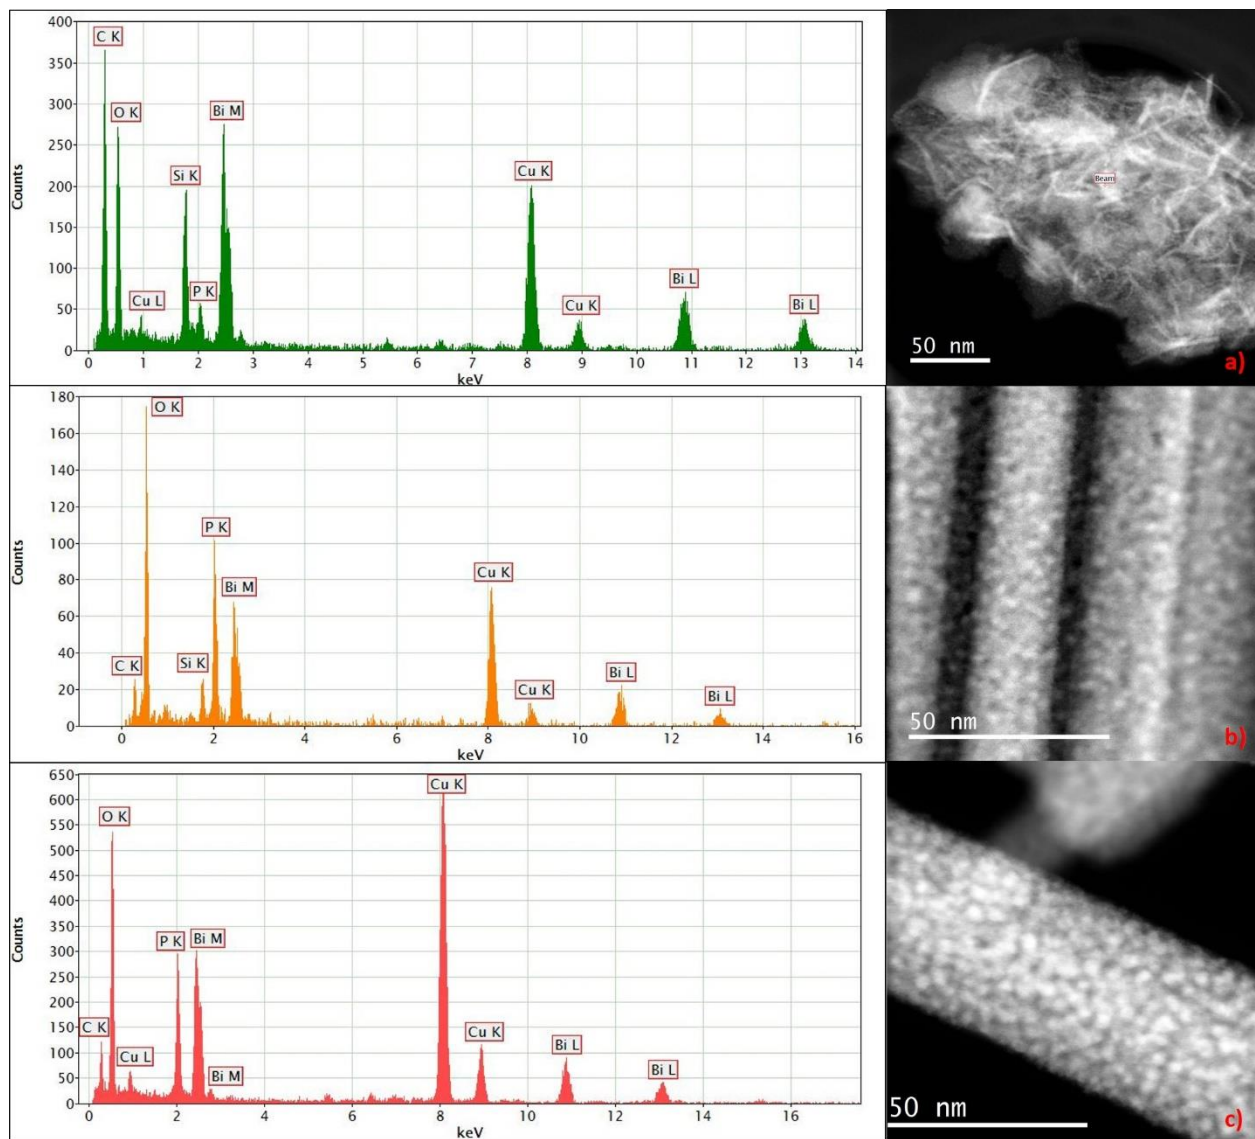 400
350
300
250
200
150
100
50
0
Counts
C K
O K
Cu L
Si K
P K
Bi M
Cu K
Cu K
Bi L
Bi L
0 1 2 3 4 5 6 7 8 9 10 11 12 13 14
keV
Beam
50 nm
a)
180
160
140
120
100
80
60
40
20
0
Counts
C K
O K
Si K
P K
Bi M
Cu K
Cu K
Bi L
Bi L
0 2 4 6 8 10 12 14 16
keV
50 nm
b)
650
600
550
500
450
400
350
300
250
200
150
100
50
0
Counts
C K
O K
Cu L
P K
Bi M
Bi M
Cu K
Cu K
Bi L
Bi L
0 2 4 6 8 10 12 14 16
keV
50 nm
c)